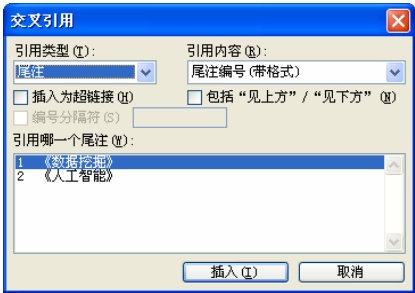 交叉引用
引用类型(T): 引用内容(R):
尾注 尾注编号(带格式)
插入为超链接(H) 包括“见上方”/“见下方”(N)
编号分隔符(S)
引用哪一个尾注(W):
1 《数据挖掘》
2 《人工智能》
插入(I) 取消